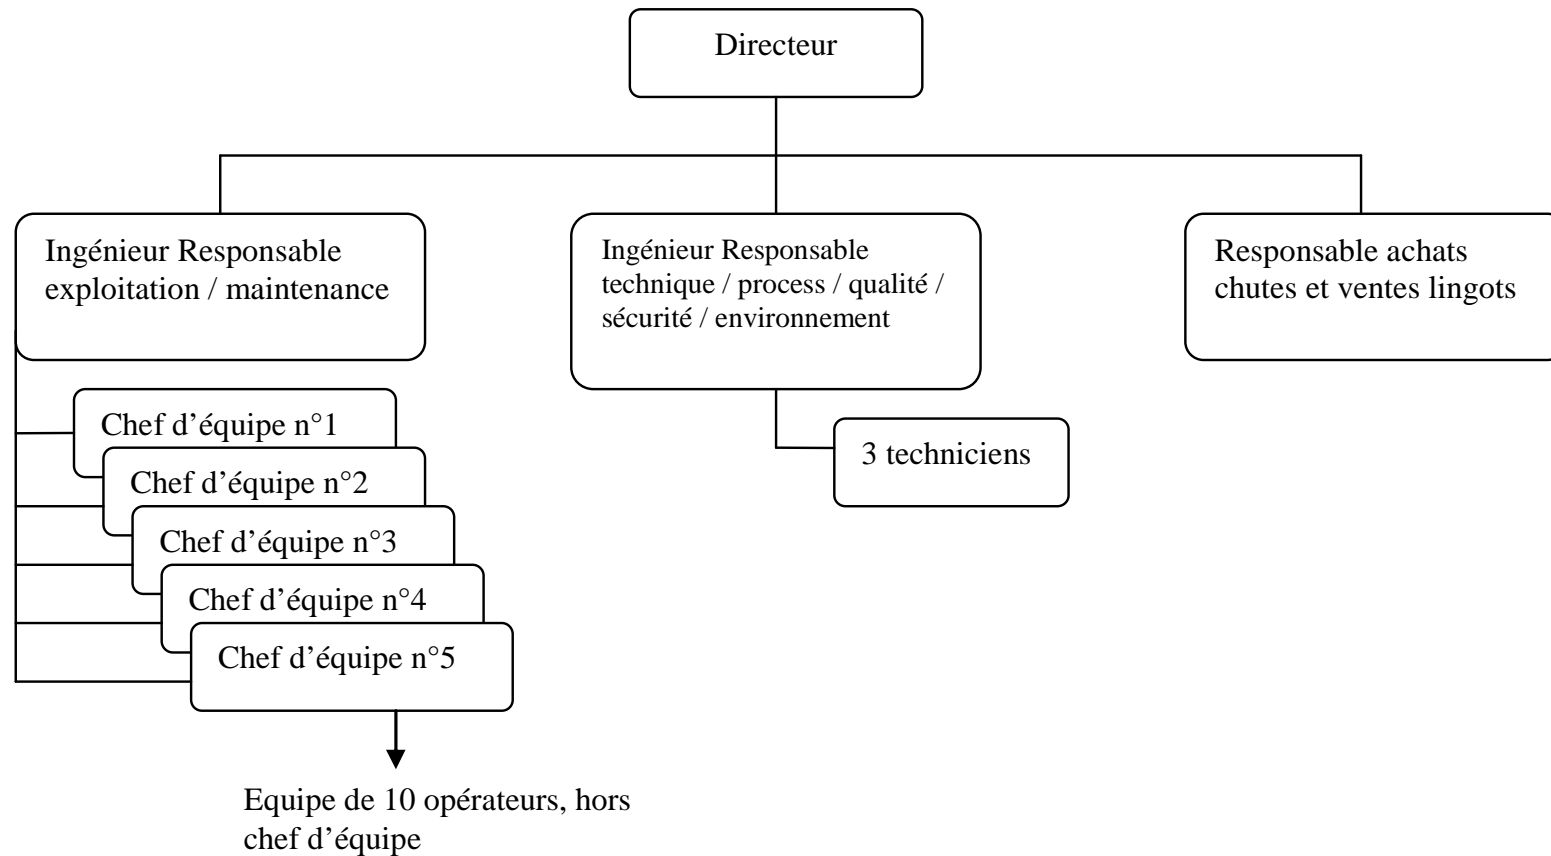 Directeur
Ingénieur Responsable
exploitation / maintenance
Ingénieur Responsable
technique / process / qualité /
sécurité / environnement
Responsable achats
chutes et ventes lingots
Chef d’équipe n°1
Chef d’équipe n°2
Chef d’équipe n°3
Chef d’équipe n°4
Chef d’équipe n°5
3 techniciens
Equipe de 10 opérateurs, hors
chef d’équipe